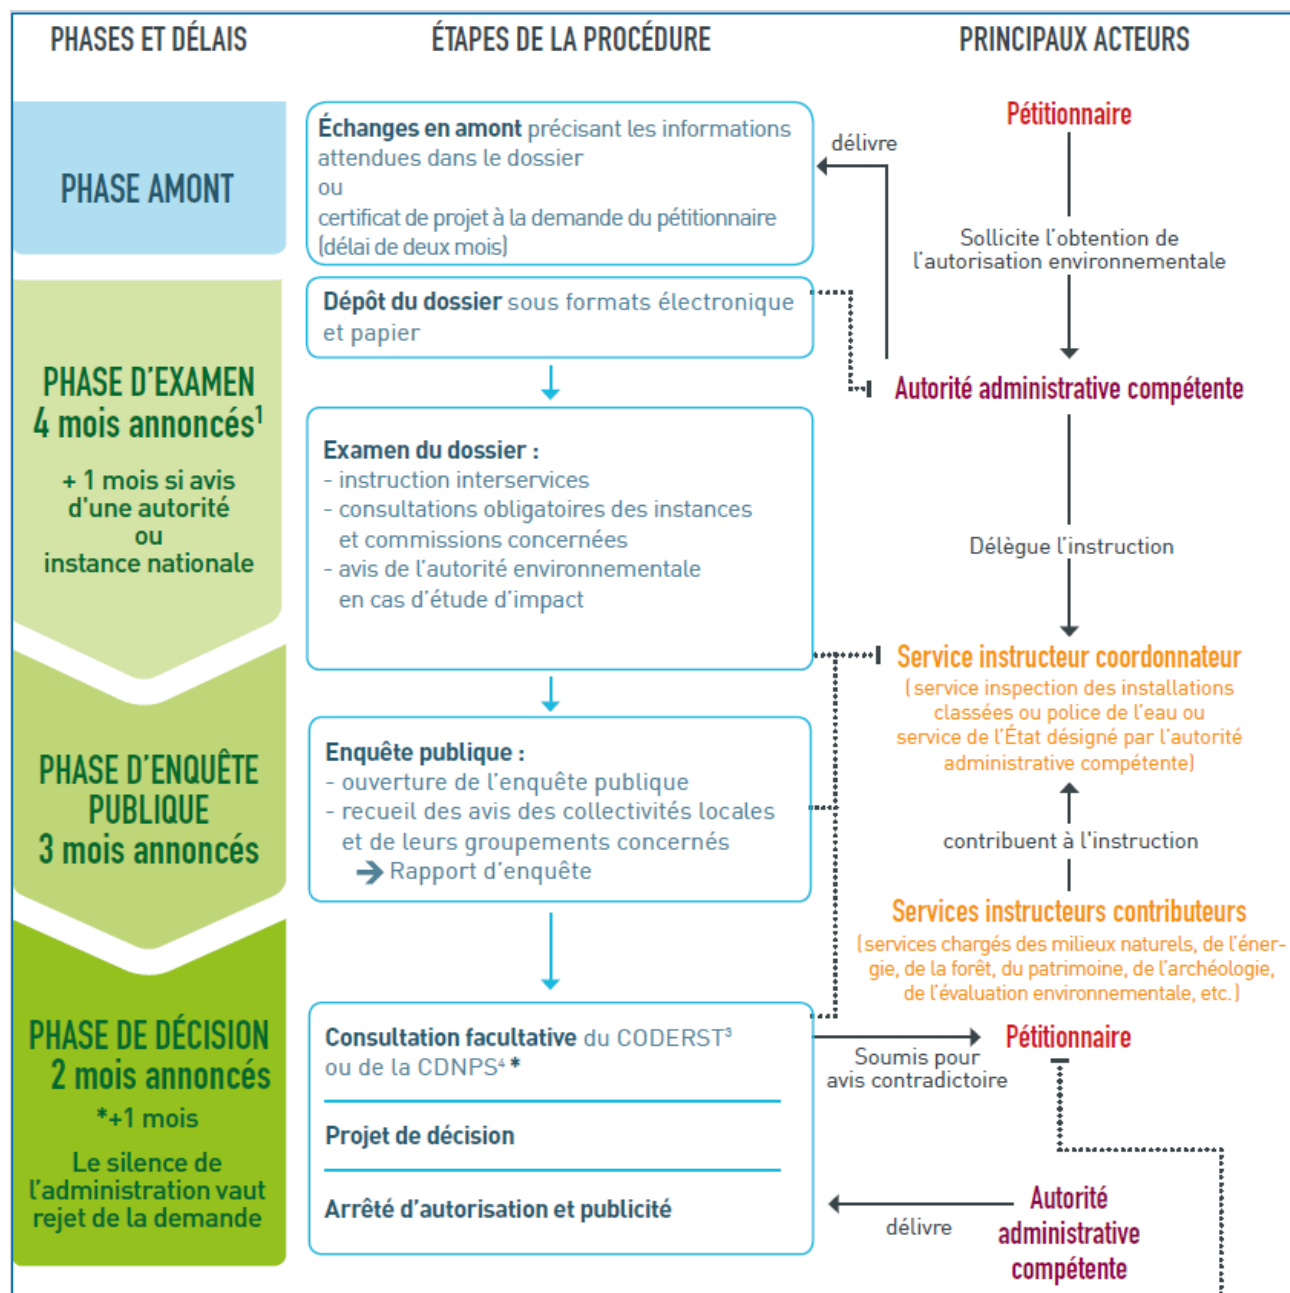 PHASES ET DÉLAIS
ÉTAPES DE LA PROCÉDURE
PRINCIPAUX ACTEURS
PHASE AMONT
Échanges en amont précisant les informations
attendues dans le dossier
ou
certificat de projet à la demande du pétitionnaire
(délai de deux mois)
délivre
Pétitionnaire
Sollicite l'obtention de
l'autorisation environnementale
Dépôt du dossier sous formats électronique
et papier
Autorité administrative compétente
PHASE D'EXAMEN
4 mois annoncés¹
+ 1 mois si avis
d'une autorité
ou
instance nationale
Examen du dossier :
- instruction interservices
- consultations obligatoires des instances
et commissions concernées
- avis de l'autorité environnementale
en cas d'étude d'impact
Délègue l'instruction
Service instructeur coordonnateur
(service inspection des installations
classées ou police de l'eau ou
service de l'État désigné par l'autorité
administrative compétente)
PHASE D'ENQUÊTE
PUBLIQUE
3 mois annoncés
Enquête publique :
- ouverture de l'enquête publique
- recueil des avis des collectivités locales
et de leurs groupements concernés
→ Rapport d'enquête
contribuent à l'instruction
Services instructeurs contributeurs
(services chargés des milieux naturels, de l'éner-
gie, de la forêt, du patrimoine, de l'archéologie,
de l'évaluation environnementale, etc.)
PHASE DE DÉCISION
2 mois annoncés
*+1 mois
Le silence de
l'administration vaut
rejet de la demande
Consultation facultative du CODERST³
ou de la CDNPS⁴ *
Projet de décision
Arrêté d'autorisation et publicité
Soumis pour
avis contradictoire
Pétitionnaire
délivre
Autorité
administrative
compétente